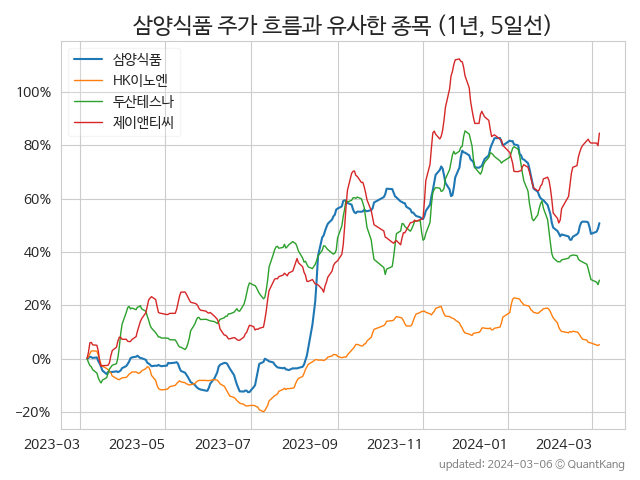 삼양식품 주가 흐름과 유사한 종목 (1년, 5일선)
삼양식품
HK이노엔
두산테스나
제이앤티씨
100%
80%
60%
40%
20%
0%
−20%
2023-03
2023-05
2023-07
2023-09
2023-11
2024-01
2024-03
updated: 2024-03-06 ⓒ QuantKang